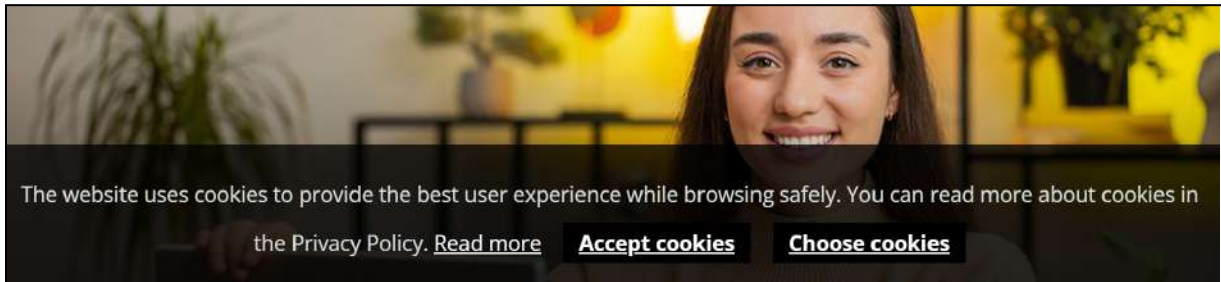 The website uses cookies to provide the best user experience while browsing safely. You can read more about cookies in
the Privacy Policy. Read more Accept cookies Choose cookies